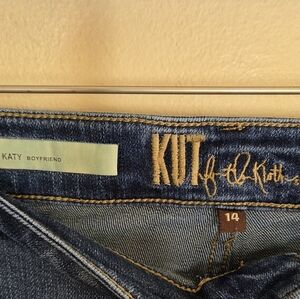 KATY BOYFRIEND
KUT
from the Kloth
14